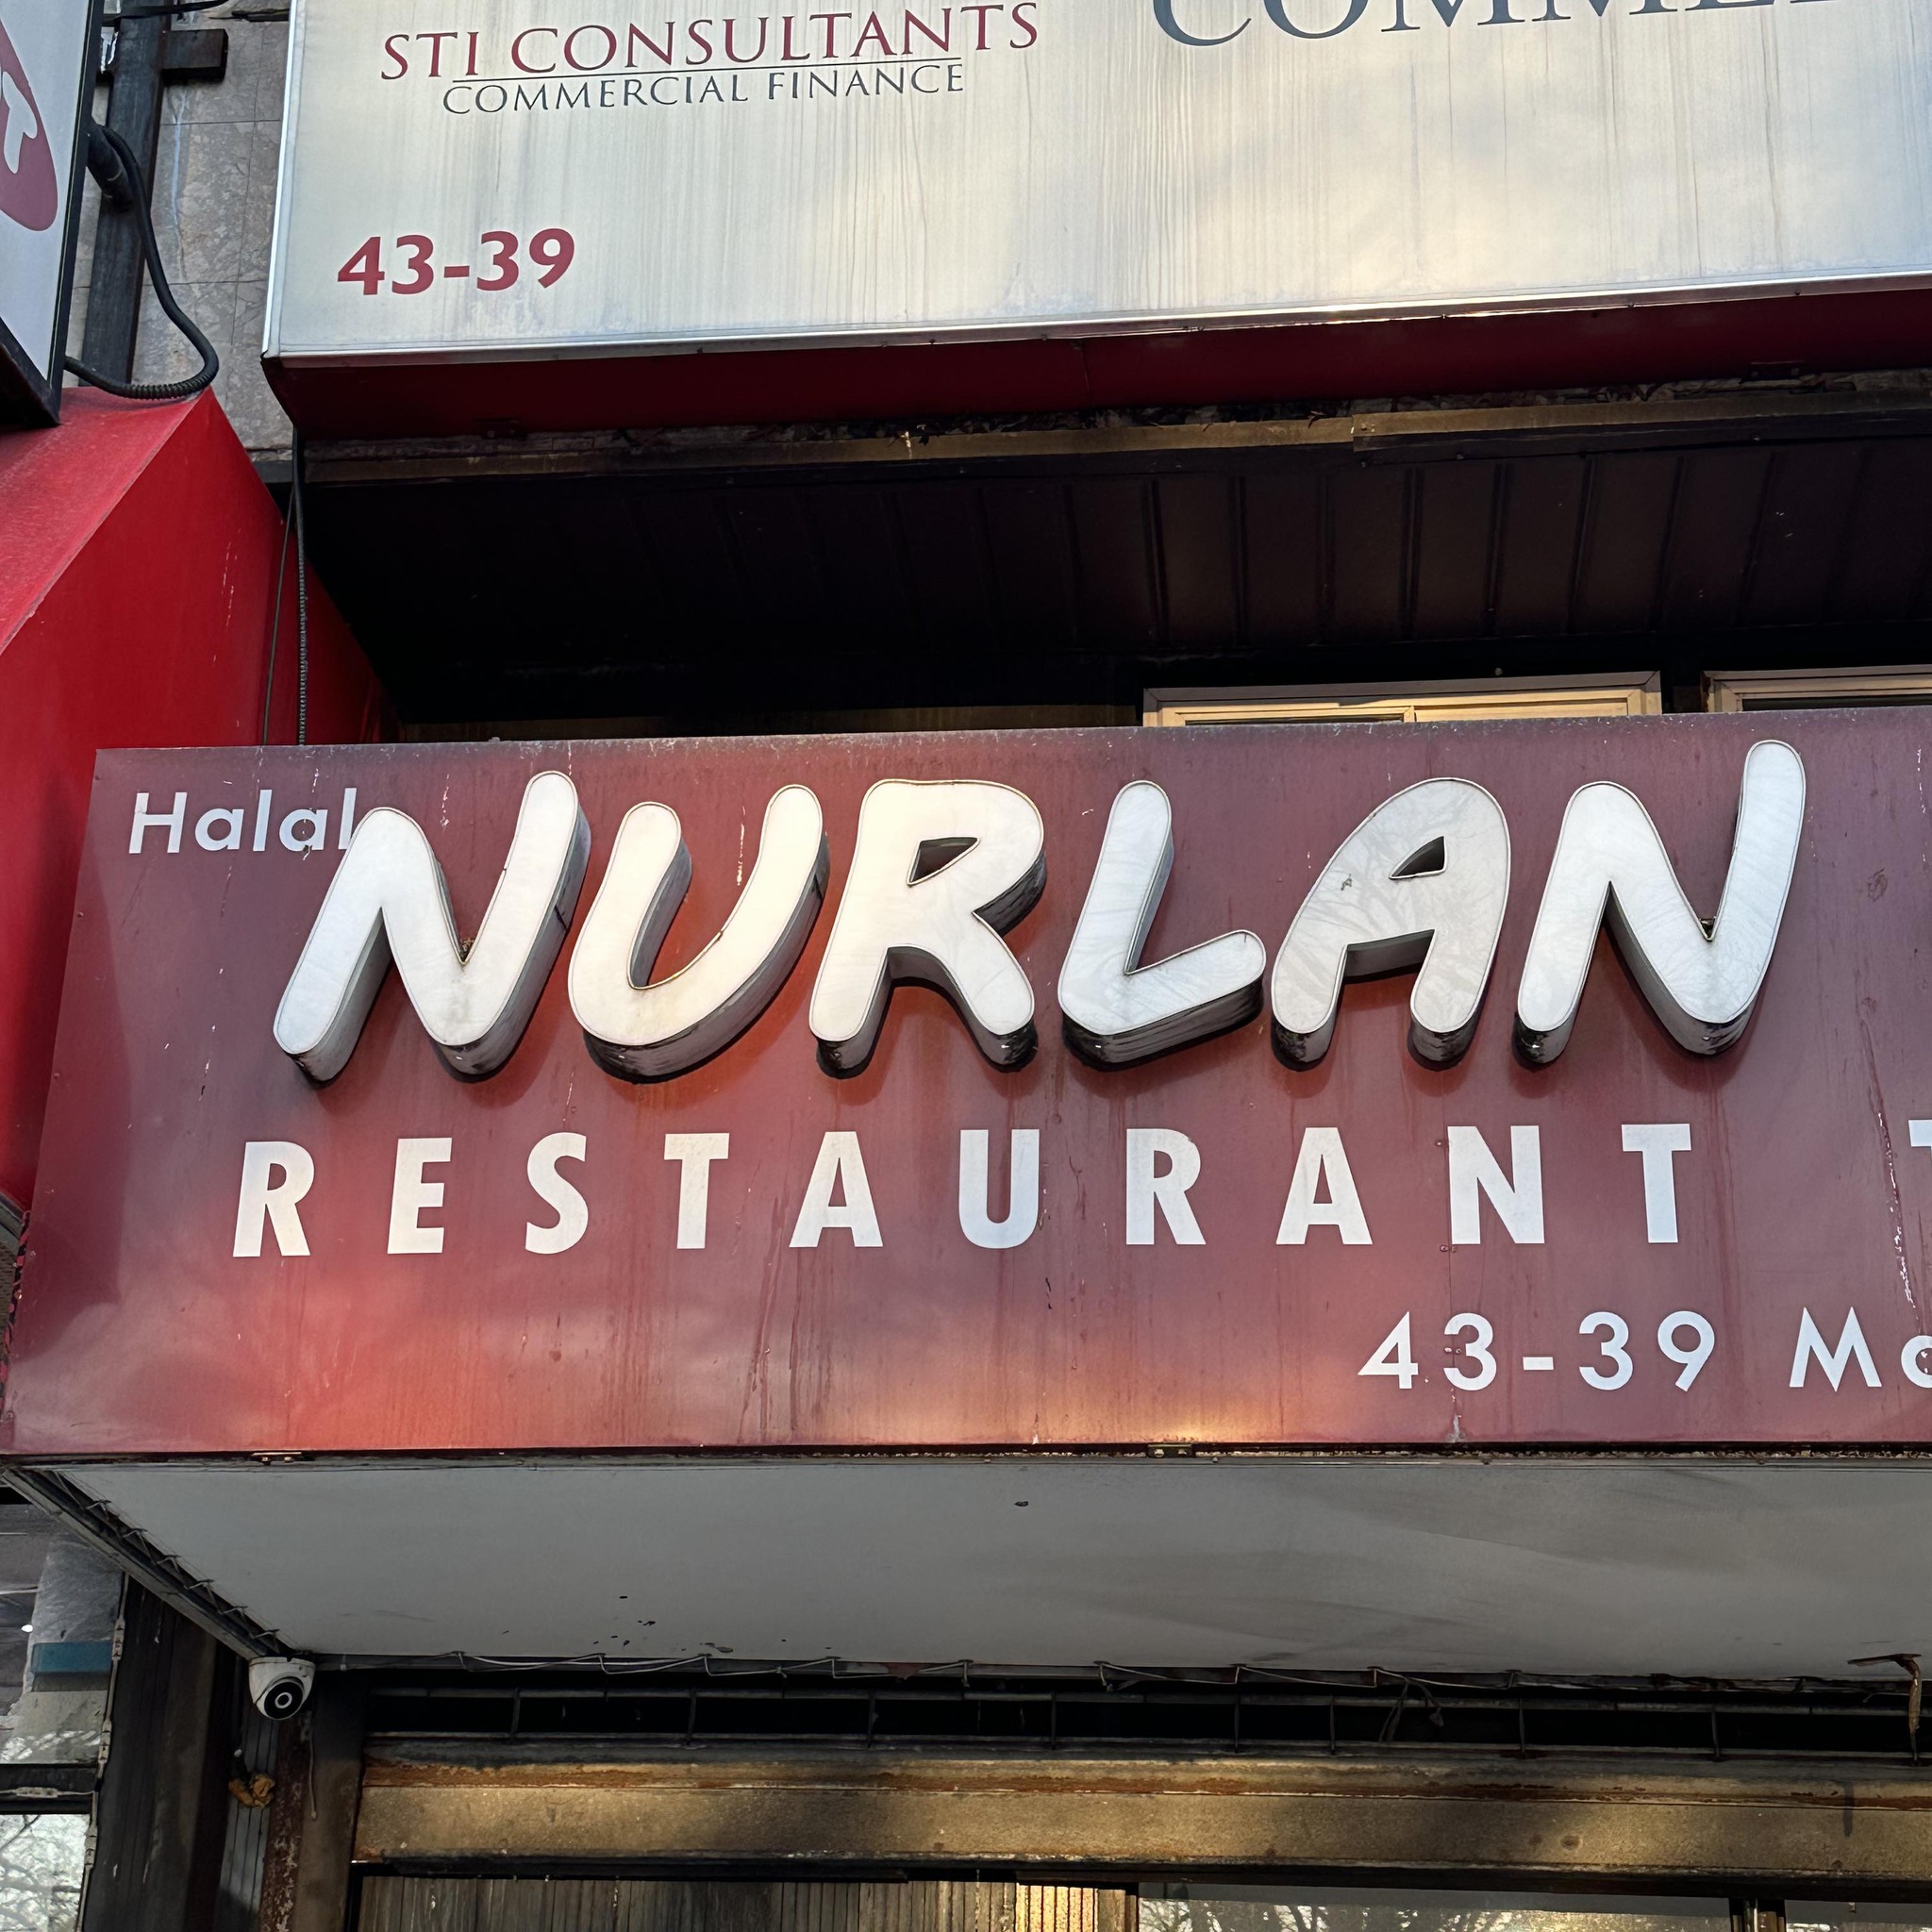 STI CONSULTANTS
COMMERCIAL FINANCE
43-39
Halal
NURLAN
RESTAURANT
43-39